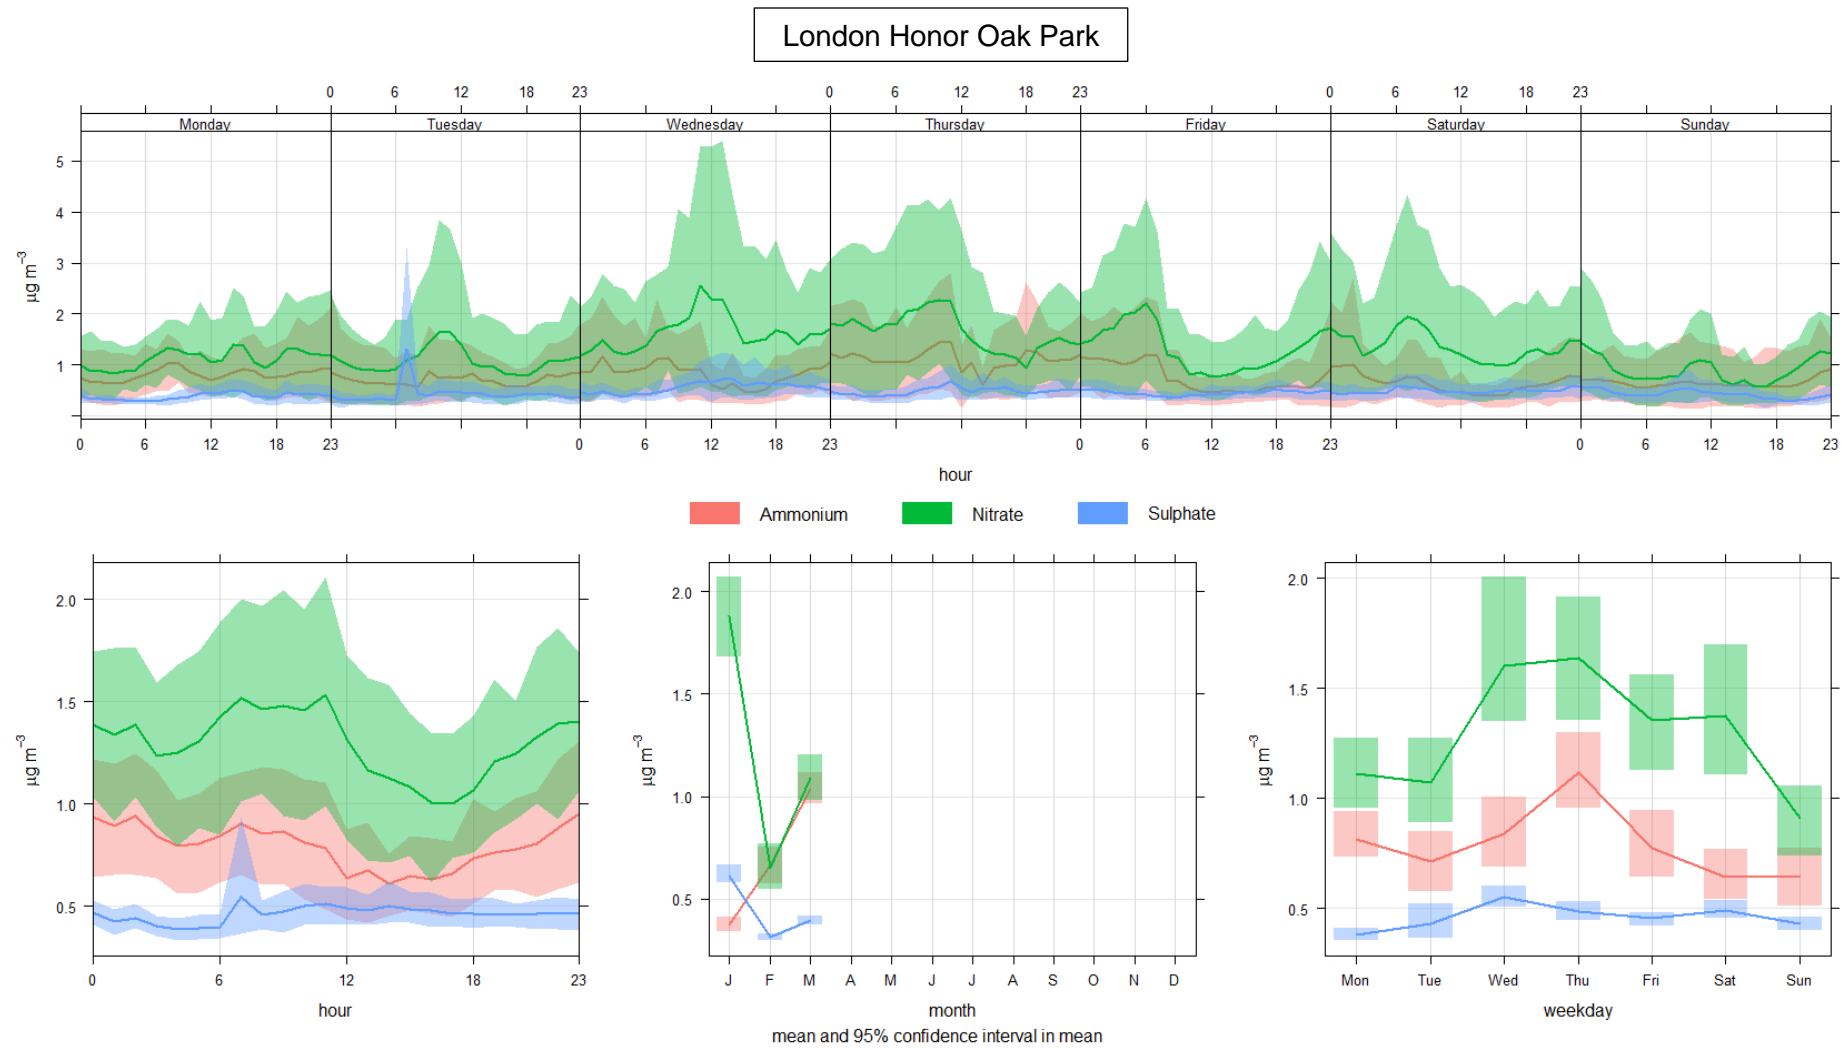 London Honor Oak Park
0 6 12 18 23 0 6 12 18 23 0 6 12 18 23
Monday Tuesday Wednesday Thursday Friday Saturday Sunday
5
4
3
2
1
µg m⁻³
0 6 12 18 23 0 6 12 18 23 0 6 12 18 23 0 6 12 18 23
hour
Ammonium Nitrate Sulphate
2.0
1.5
1.0
0.5
µg m⁻³
0 6 12 18 23
hour
2.0
1.5
1.0
0.5
µg m⁻³
J F M A M J J A S O N D
month
2.0
1.5
1.0
0.5
µg m⁻³
Mon Tue Wed Thu Fri Sat Sun
weekday
mean and 95% confidence interval in mean